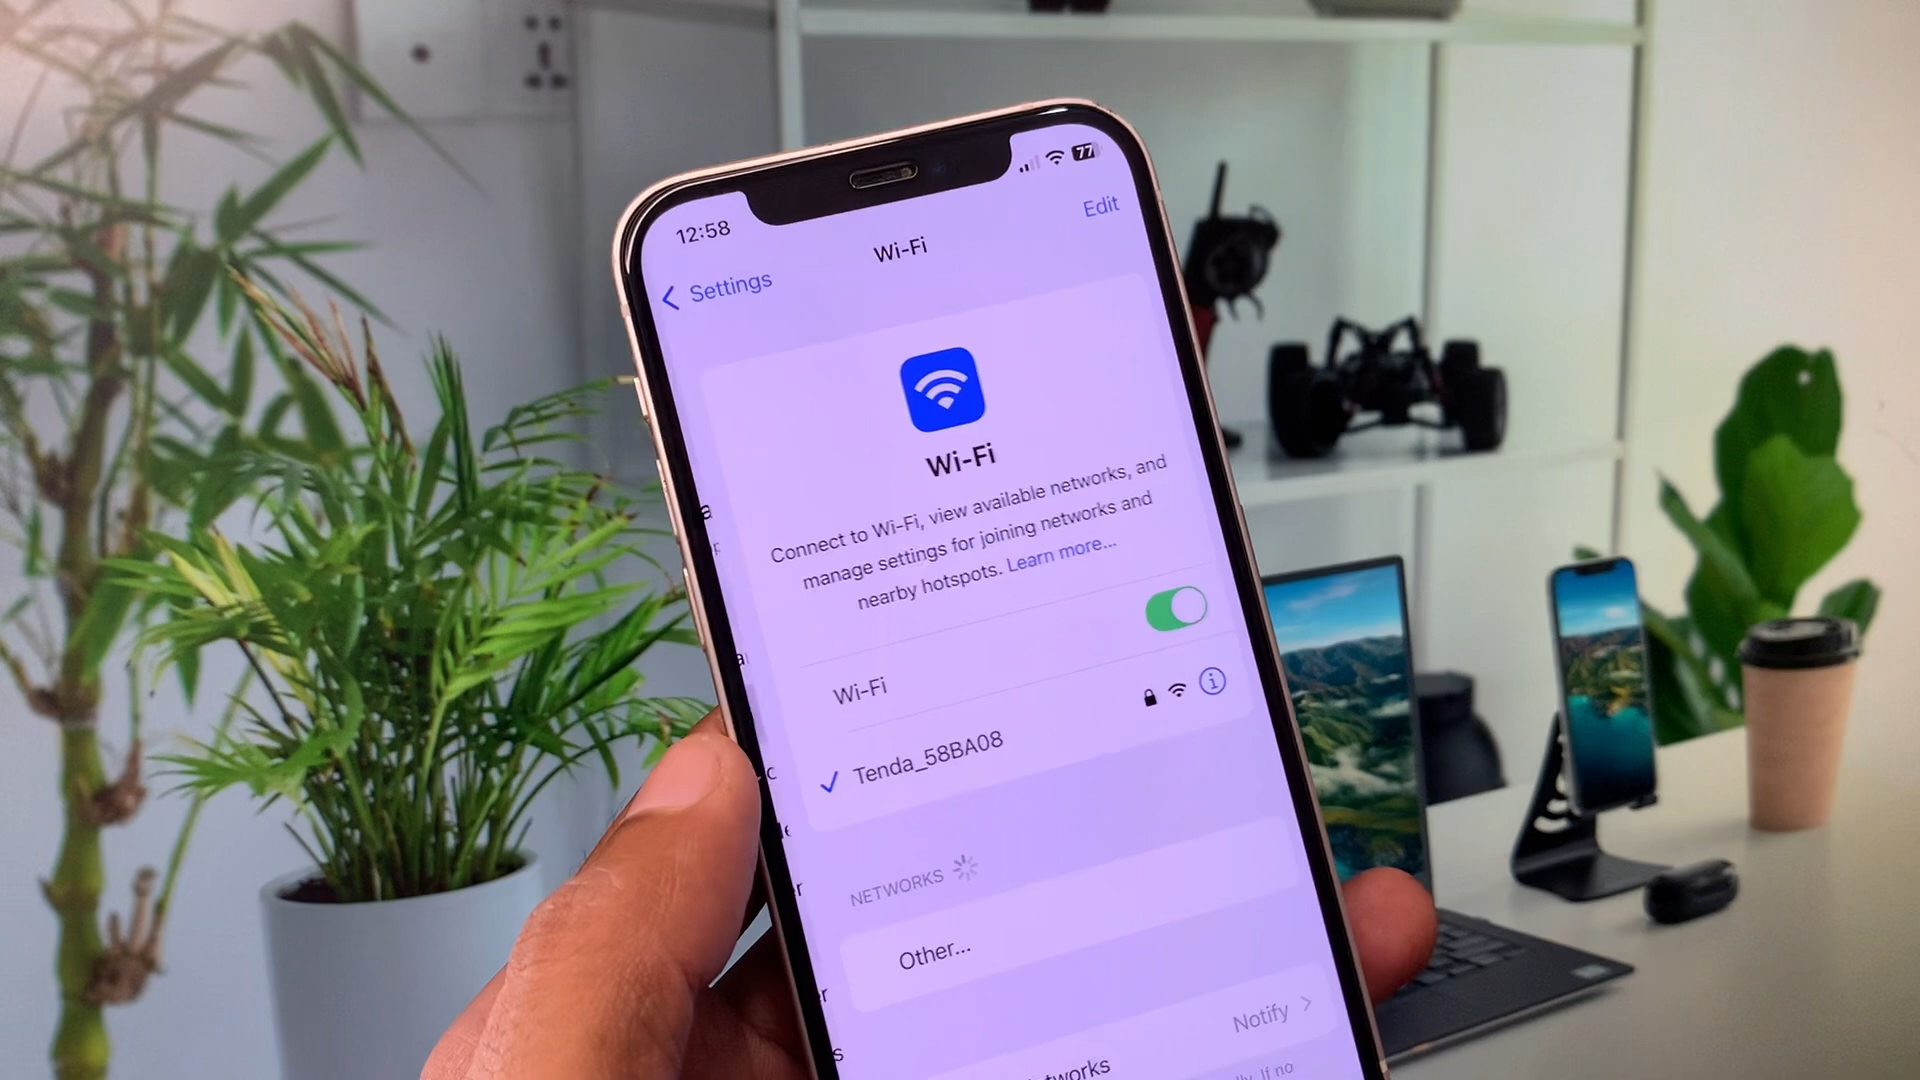 12:58
77
Settings
Wi-Fi
Edit
Wi-Fi
Connect to Wi-Fi, view available networks, and
manage settings for joining networks and
nearby hotspots. Learn more...
Wi-Fi
Tenda_58BA08
NETWORKS
Other...
Notify